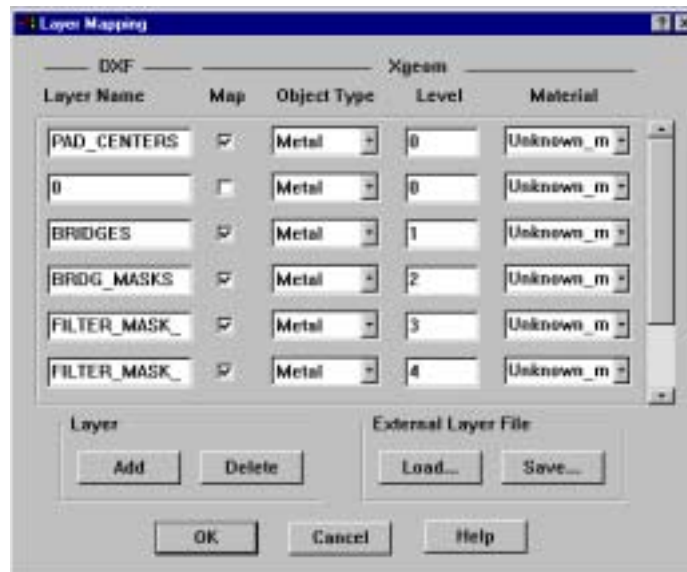 Layer Mapping
DXF Xgeom
Layer Name Map Object Type Level Material
PAD_CENTERS Metal 0 Unknown_m
0 Metal 0 Unknown_m
BRIDGES Metal 1 Unknown_m
BRDG_MASKS Metal 2 Unknown_m
FILTER_MASK_ Metal 3 Unknown_m
FILTER_MASK_ Metal 4 Unknown_m
Layer External Layer File
Add Delete Load... Save...
OK Cancel Help